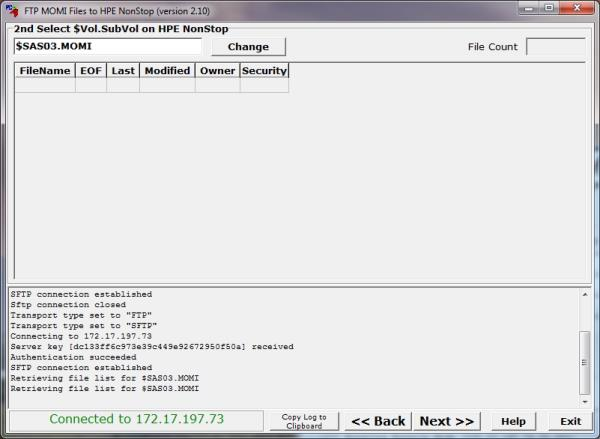 FTP MOMI Files to HPE NonStop (version 2.10)
2nd Select $Vol.SubVol on HPE NonStop
$SAS03.MOMI Change File Count
FileName EOF Last Modified Owner Security
SFTP connection established
Sftp connection closed
Transport type set to "FTP"
Transport type set to "SFTP"
Connecting to 172.17.197.73
Server key [dc133ff6c973e39c449e92672950f50a] received
Authentication succeeded
SFTP connection established
Retrieving file list for $SAS03.MOMI
Retrieving file list for $SAS03.MOMI
Connected to 172.17.197.73
Copy Log to
Clipboard
<< Back Next >> Help Exit